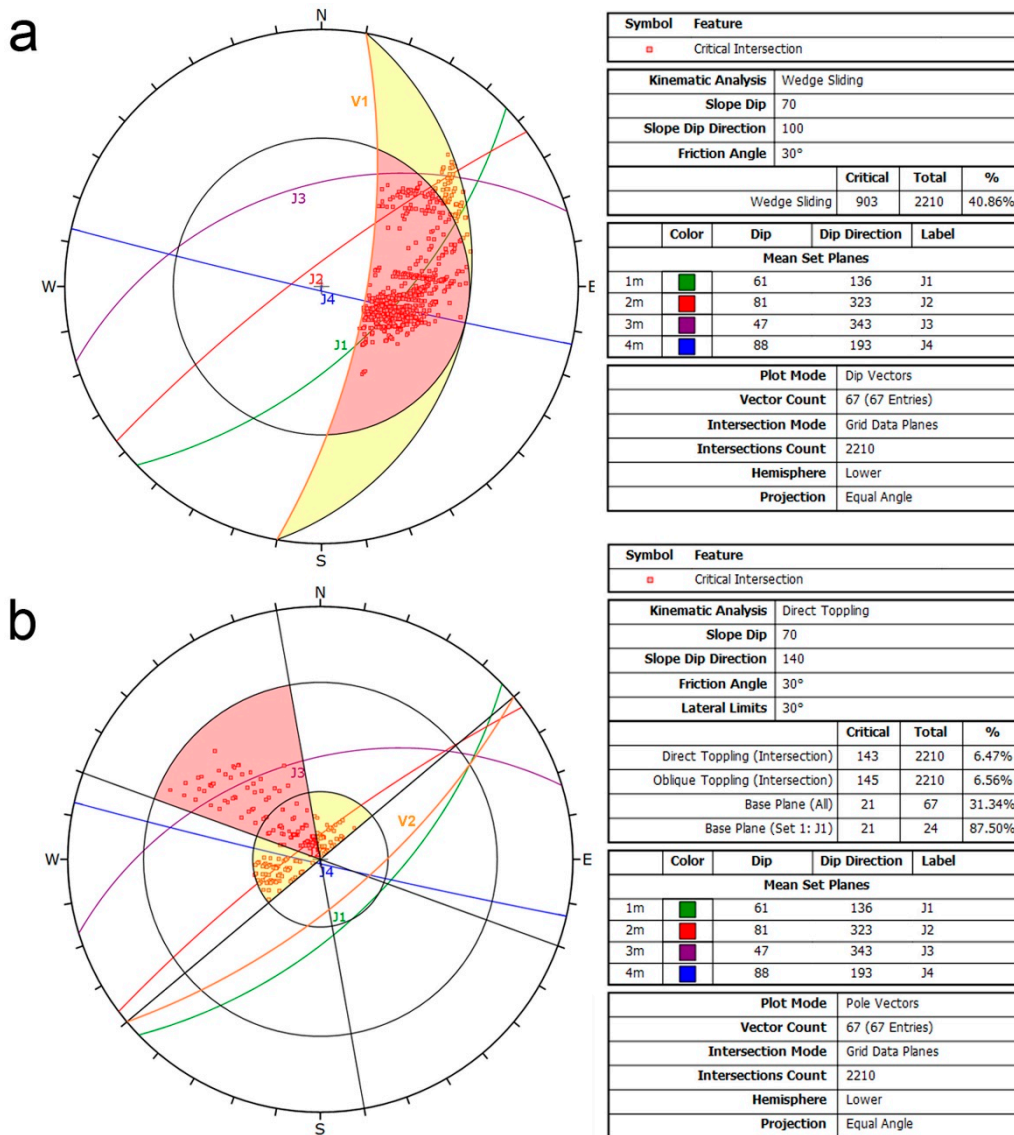 a
N
V1
J3
W
J2
J4
E
J1
S
Symbol Feature
Critical Intersection
Kinematic Analysis Wedge Sliding
Slope Dip 70
Slope Dip Direction 100
Friction Angle 30°
Critical Total %
Wedge Sliding 903 2210 40.86%
Color Dip Dip Direction Label
Mean Set Planes
1m 61 136 J1
2m 81 323 J2
3m 47 343 J3
4m 88 193 J4
Plot Mode Dip Vectors
Vector Count 67 (67 Entries)
Intersection Mode Grid Data Planes
Intersections Count 2210
Hemisphere Lower
Projection Equal Angle
b
N
J3
V2
W
J4
E
J1
S
Symbol Feature
Critical Intersection
Kinematic Analysis Direct Toppling
Slope Dip 70
Slope Dip Direction 140
Friction Angle 30°
Lateral Limits 30°
Critical Total %
Direct Toppling (Intersection) 143 2210 6.47%
Oblique Toppling (Intersection) 145 2210 6.56%
Base Plane (All) 21 67 31.34%
Base Plane (Set 1: J1) 21 24 87.50%
Color Dip Dip Direction Label
Mean Set Planes
1m 61 136 J1
2m 81 323 J2
3m 47 343 J3
4m 88 193 J4
Plot Mode Pole Vectors
Vector Count 67 (67 Entries)
Intersection Mode Grid Data Planes
Intersections Count 2210
Hemisphere Lower
Projection Equal Angle